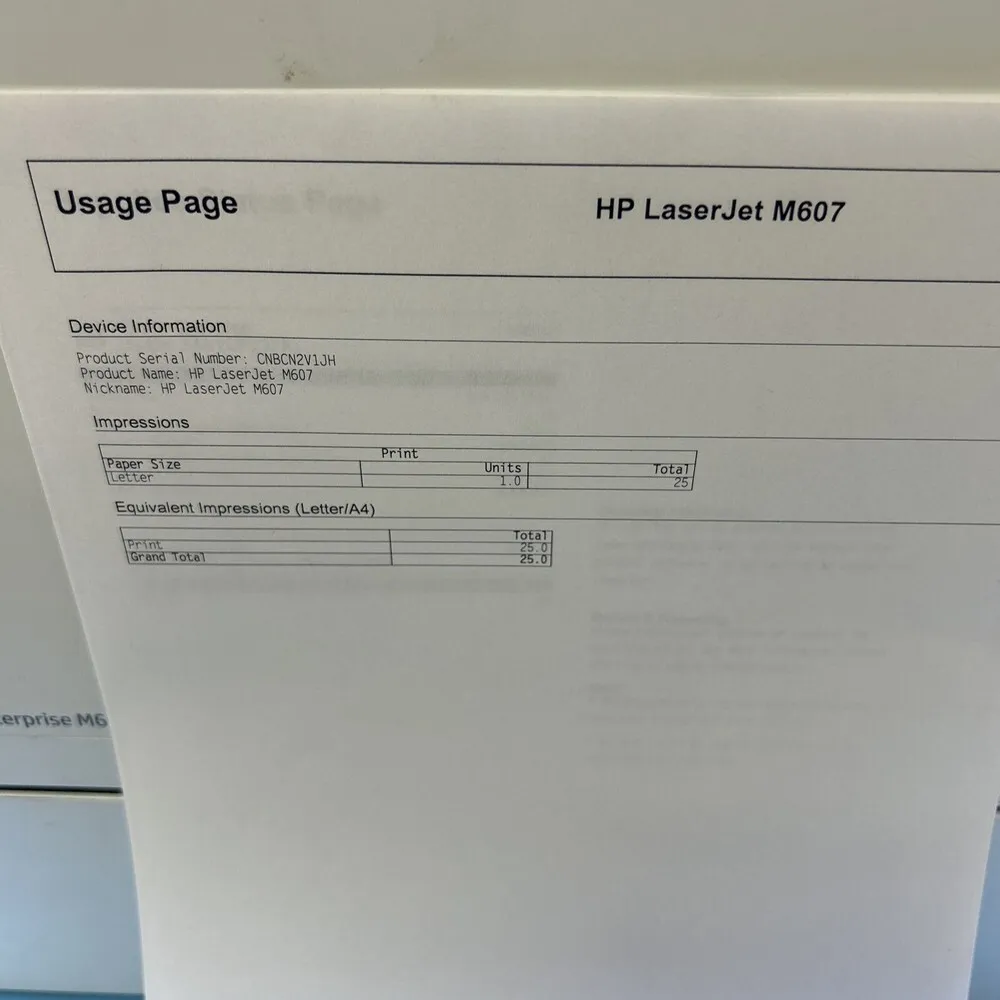 Usage Page
HP LaserJet M607
Device Information
Product Serial Number: CNBCN2V1JH
Product Name: HP LaserJet M607
Nickname: HP LaserJet M607
Impressions
Print
Paper Size Units Total
Letter 1.0 25
Equivalent Impressions (Letter/A4)
Total
Print 25.0
Grand Total 25.0
erprise M6